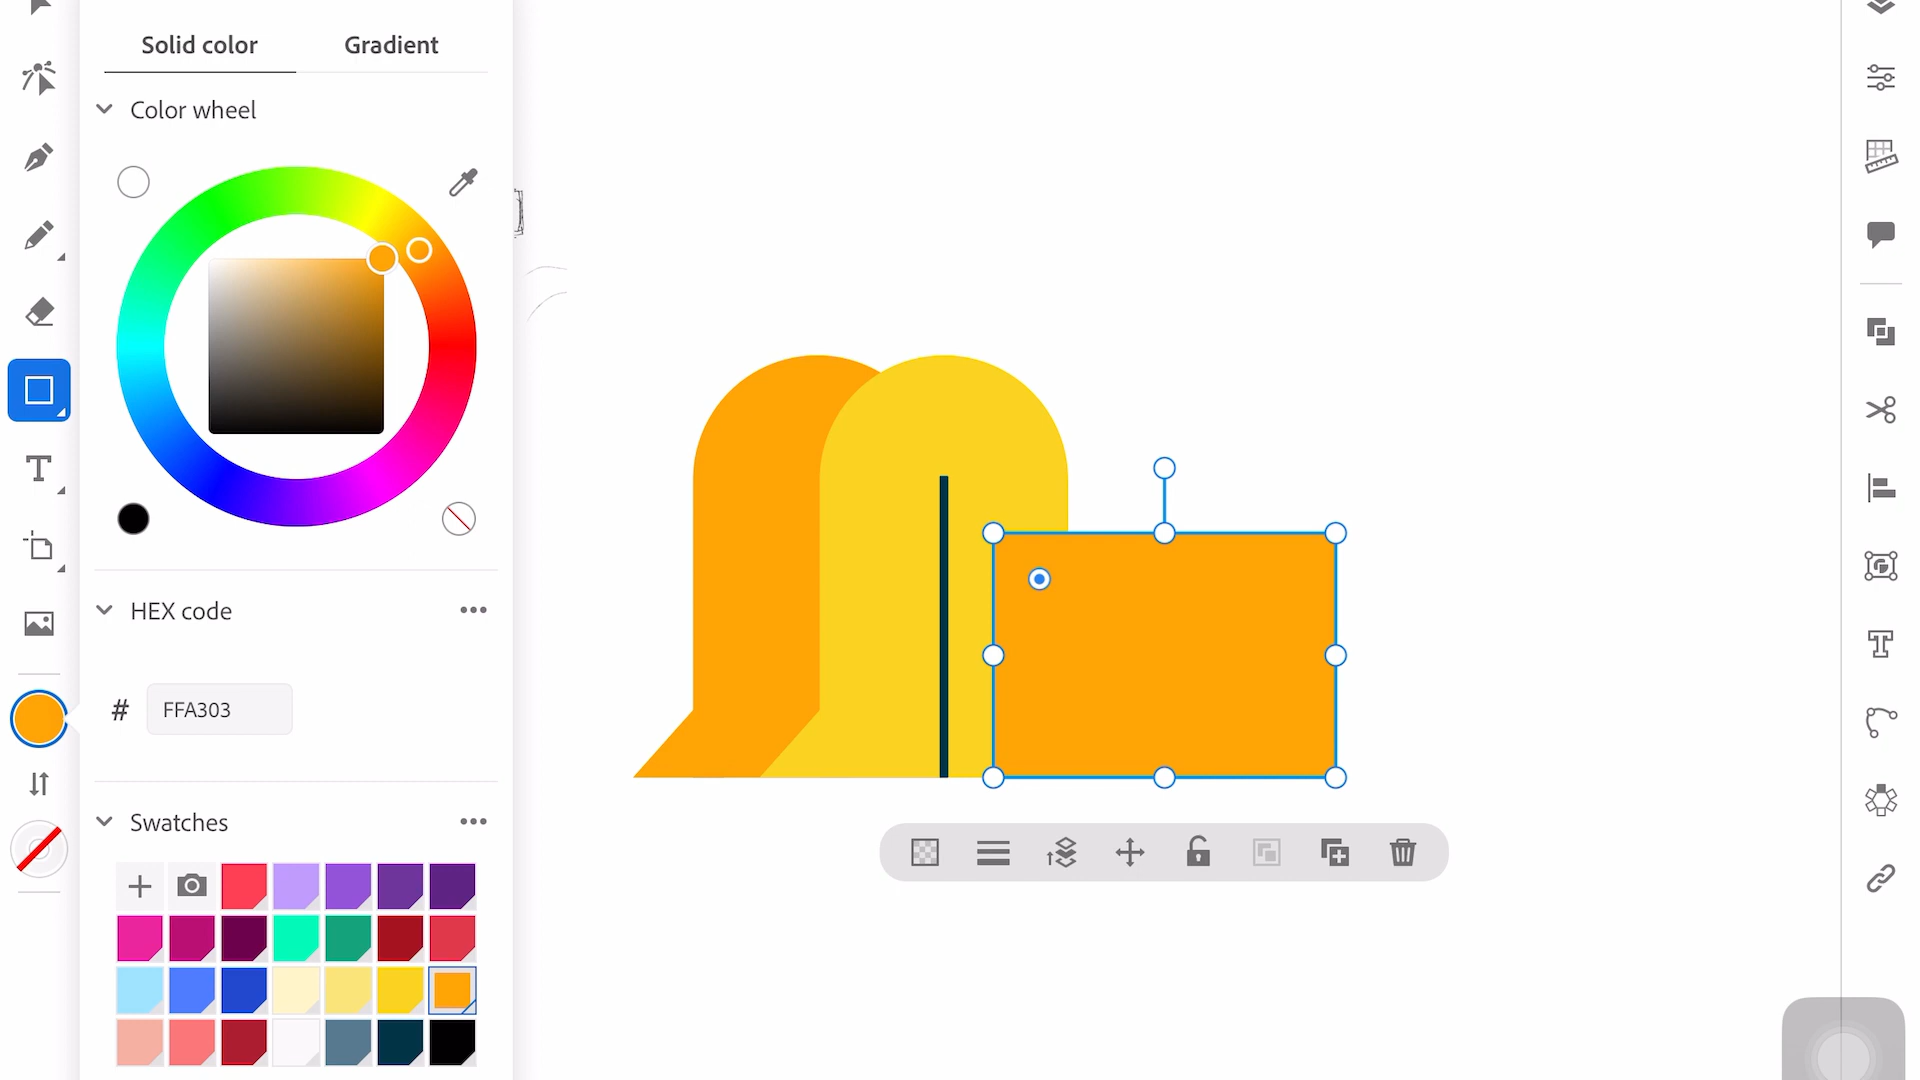 Solid color
Gradient
Color wheel
HEX code
# FFA303
Swatches